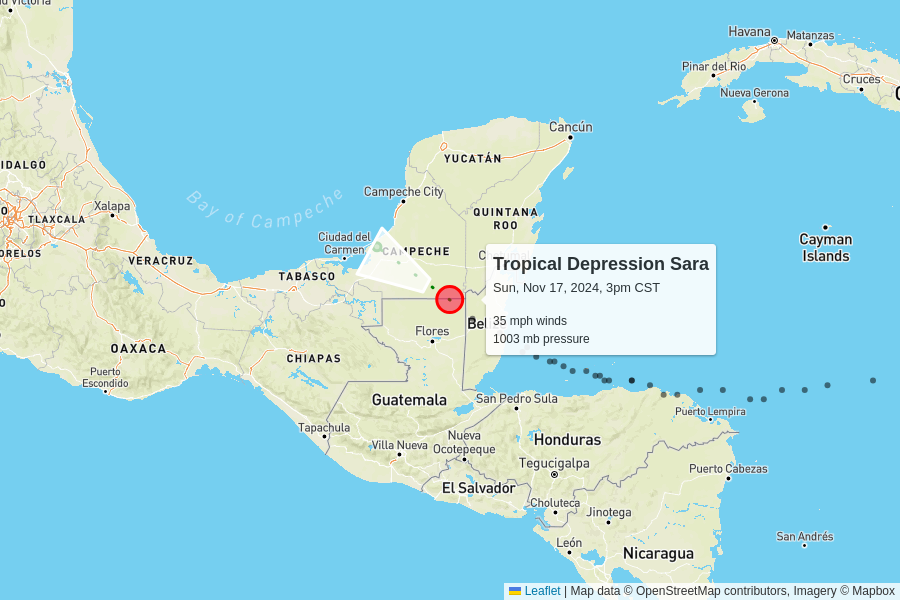 Havana
Matanzas
Pinar del Rio
Cruces
Nueva Gerona
Cancún
YUCATÁN
IDALGO
Campeche City
Bay of Campeche
Xalapa
TLAXCALA
QUINTANA
ROO
Ciudad del
Carmen
CAMPECHE
Cayman
Islands
ORELOS
VERACRUZ
TABASCO
Tropical Depression Sara
Sun, Nov 17, 2024, 3pm CST
35 mph winds
1003 mb pressure
Flores
OAXACA
CHIAPAS
Puerto
Escondido
Guatemala
San Pedro Sula
Puerto Lempira
Tapachula
Villa Nueva
Nueva
Ocotepeque
Honduras
Tegucigalpa
Puerto Cabezas
El Salvador
Choluteca
Jinotega
San Andrés
León
Nicaragua
Leaflet | Map data © OpenStreetMap contributors, Imagery © Mapbox